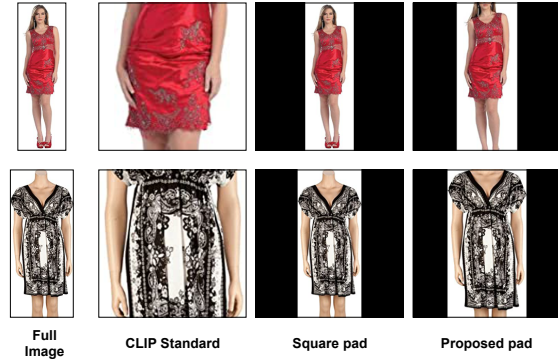 Full
Image
CLIP Standard
Square pad
Proposed pad